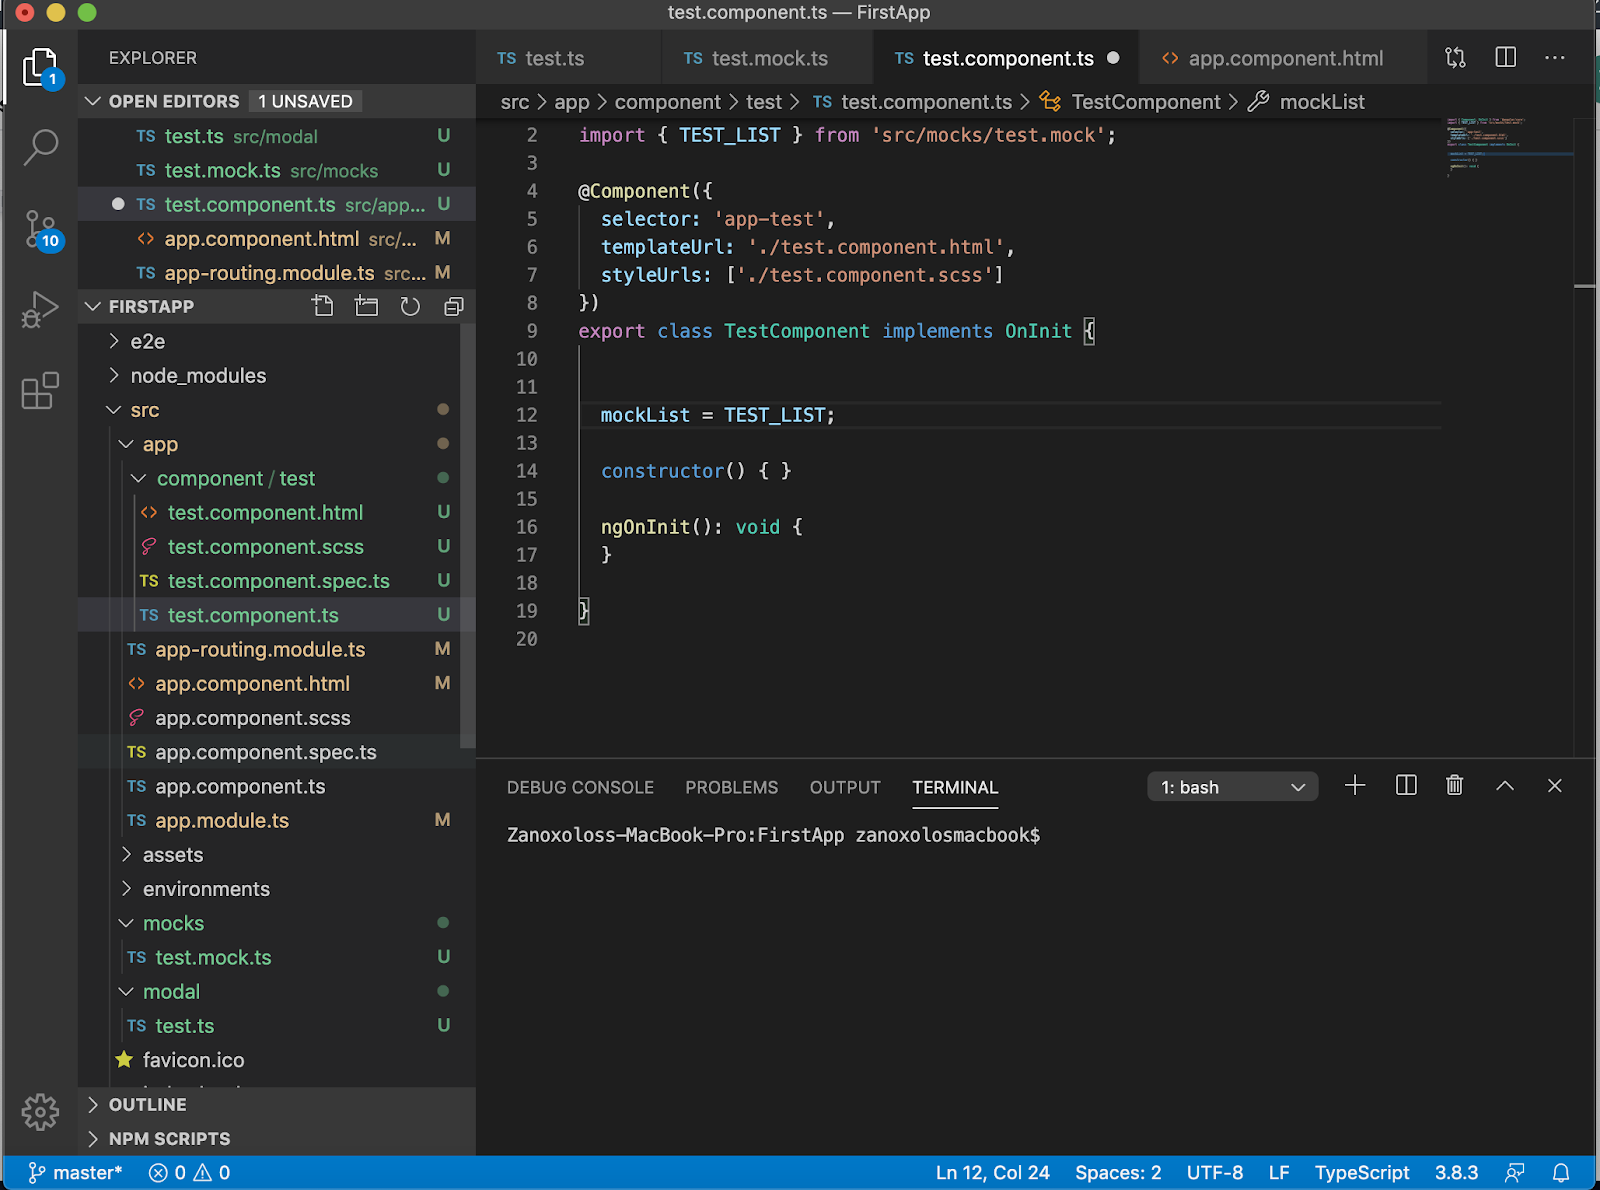 test.component.ts — FirstApp
EXPLORER
OPEN EDITORS 1 UNSAVED
TS test.ts src/modal U
TS test.mock.ts src/mocks U
TS test.component.ts src/app... U
<> app.component.html src/... M
TS app-routing.module.ts src... M
FIRSTAPP
e2e
node_modules
src
app
component / test
<> test.component.html U
test.component.scss U
TS test.component.spec.ts U
TS test.component.ts U
TS app-routing.module.ts M
<> app.component.html M
app.component.scss
TS app.component.spec.ts
TS app.component.ts
TS app.module.ts M
assets
environments
mocks
TS test.mock.ts U
modal
TS test.ts U
favicon.ico
OUTLINE
NPM SCRIPTS
1
10
TS test.ts TS test.mock.ts TS test.component.ts <> app.component.html
src > app > component > test > TS test.component.ts > TestComponent > mockList
2 import { TEST_LIST } from 'src/mocks/test.mock';
3
4 @Component({
5 selector: 'app-test',
6 templateUrl: './test.component.html',
7 styleUrls: ['./test.component.scss']
8 })
9 export class TestComponent implements OnInit {
10
11
12 mockList = TEST_LIST;
13
14 constructor() { }
15
16 ngOnInit(): void {
17 }
18
19 }
20
DEBUG CONSOLE PROBLEMS OUTPUT TERMINAL 1: bash
Zanoxoloss-MacBook-Pro:FirstApp zanoxolosmacbook$
master* 0 0 Ln 12, Col 24 Spaces: 2 UTF-8 LF TypeScript 3.8.3